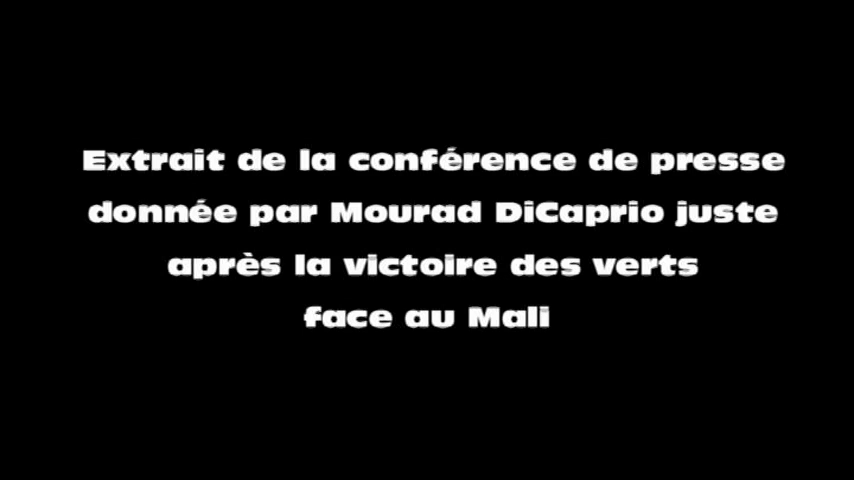 Extrait de la conférence de presse
donnée par Mourad DiCaprio juste
après la victoire des verts
face au Mali